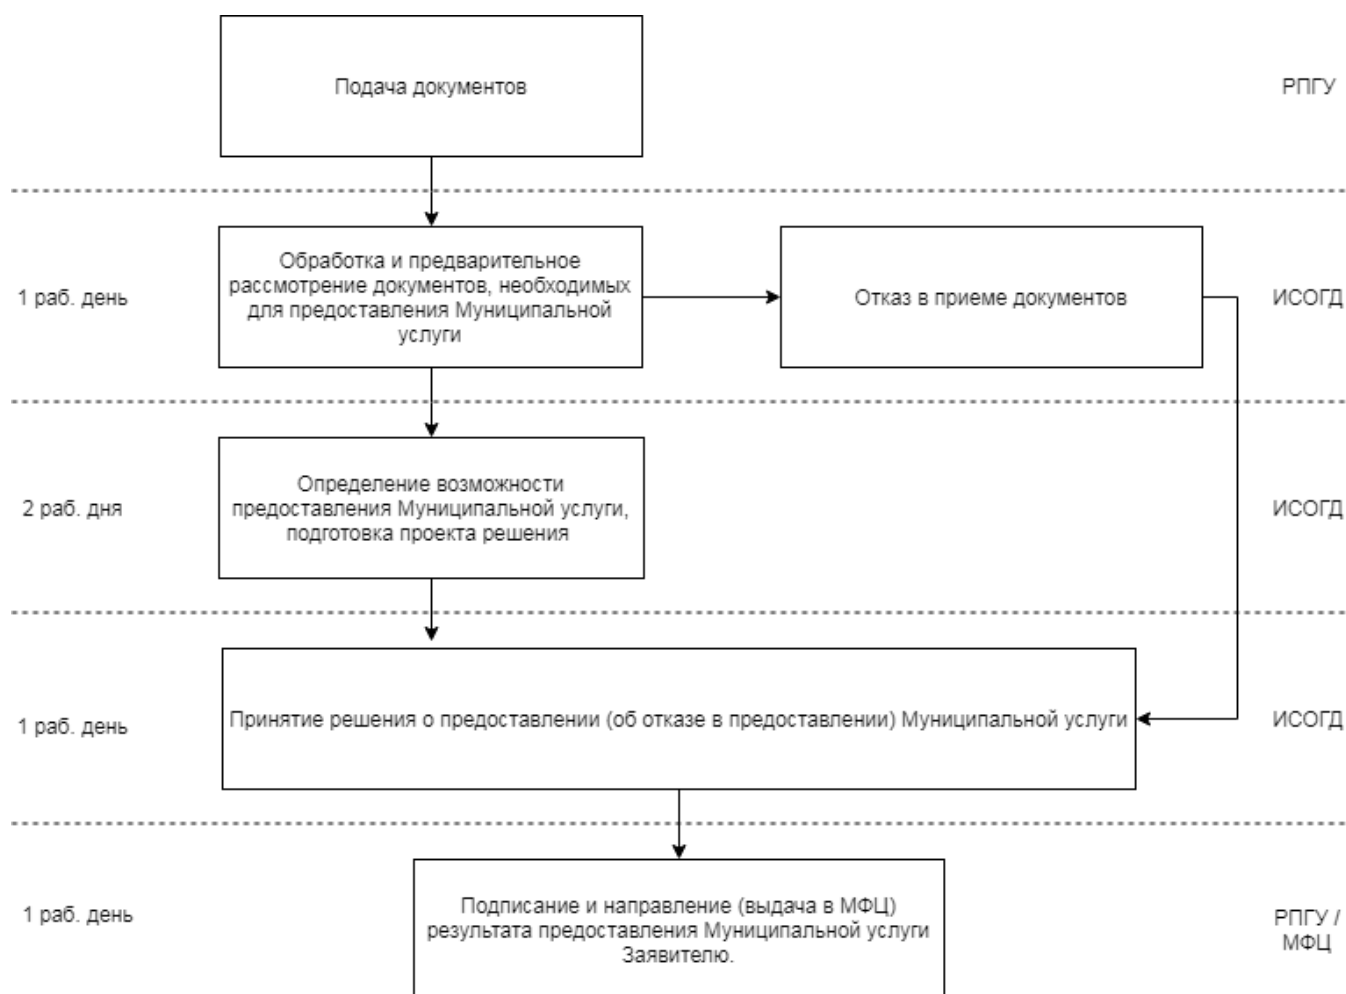 Подача документов
РПГУ
1 раб. день
Обработка и предварительное
рассмотрение документов, необходимых
для предоставления Муниципальной
услуги
Отказ в приеме документов
ИСОГД
2 раб. дня
Определение возможности
предоставления Муниципальной услуги,
подготовка проекта решения
ИСОГД
1 раб. день
Принятие решения о предоставлении (об отказе в предоставлении) Муниципальной услуги
ИСОГД
1 раб. день
Подписание и направление (выдача в МФЦ)
результата предоставления Муниципальной услуги
Заявителю.
РПГУ /
МФЦ